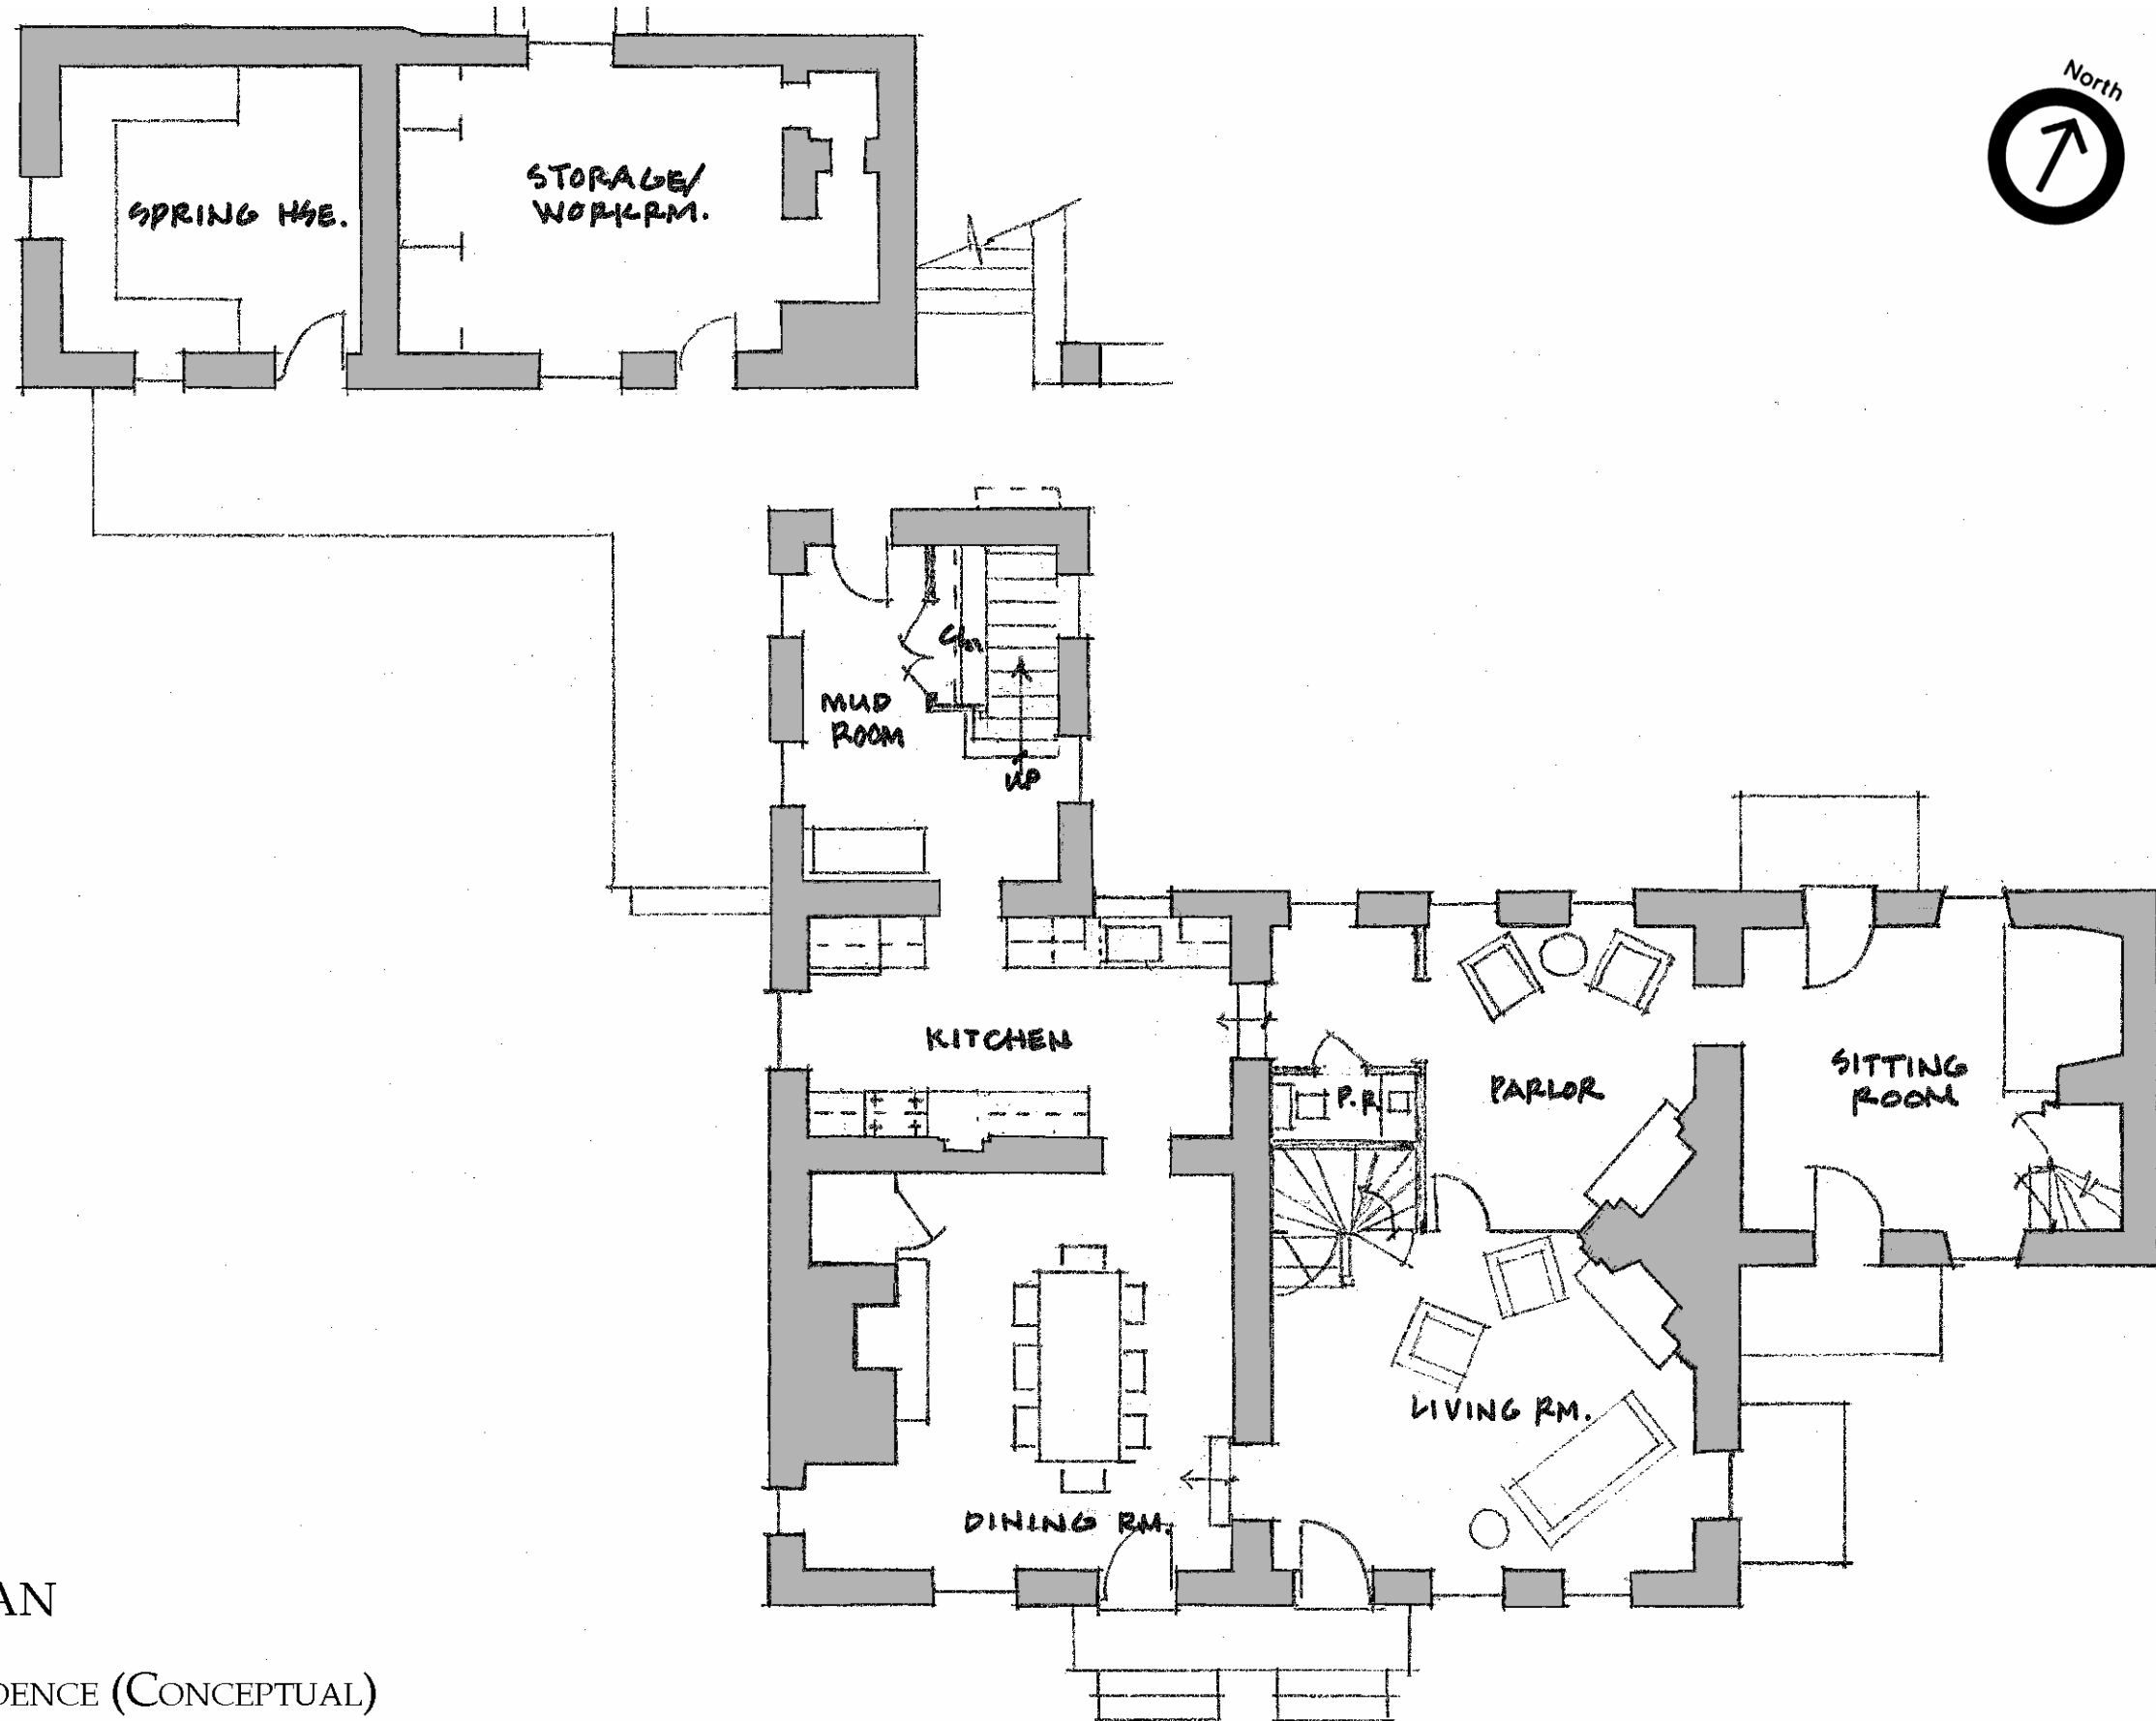 North
STORAGE/
WORKRM.
SPRING HSE.
MUD
ROOM
UP
KITCHEN
P.R.
PARLOR
SITTING
ROOM
LIVING RM.
DINING RM.
AN
DENCE (CONCEPTUAL)